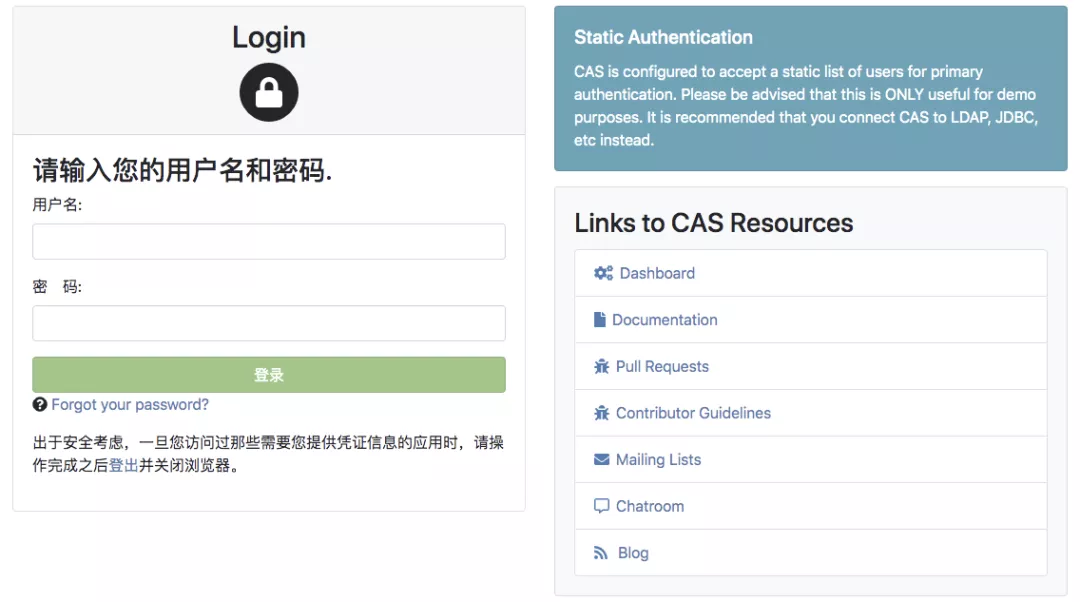 Login
请输入您的用户名和密码.
用户名:
密　码:
登录
Forgot your password?
出于安全考虑，一旦您访问过那些需要您提供凭证信息的应用时，请操
作完成之后登出并关闭浏览器。
Static Authentication
CAS is configured to accept a static list of users for primary
authentication. Please be advised that this is ONLY useful for demo
purposes. It is recommended that you connect CAS to LDAP, JDBC,
etc instead.
Links to CAS Resources
Dashboard
Documentation
Pull Requests
Contributor Guidelines
Mailing Lists
Chatroom
Blog